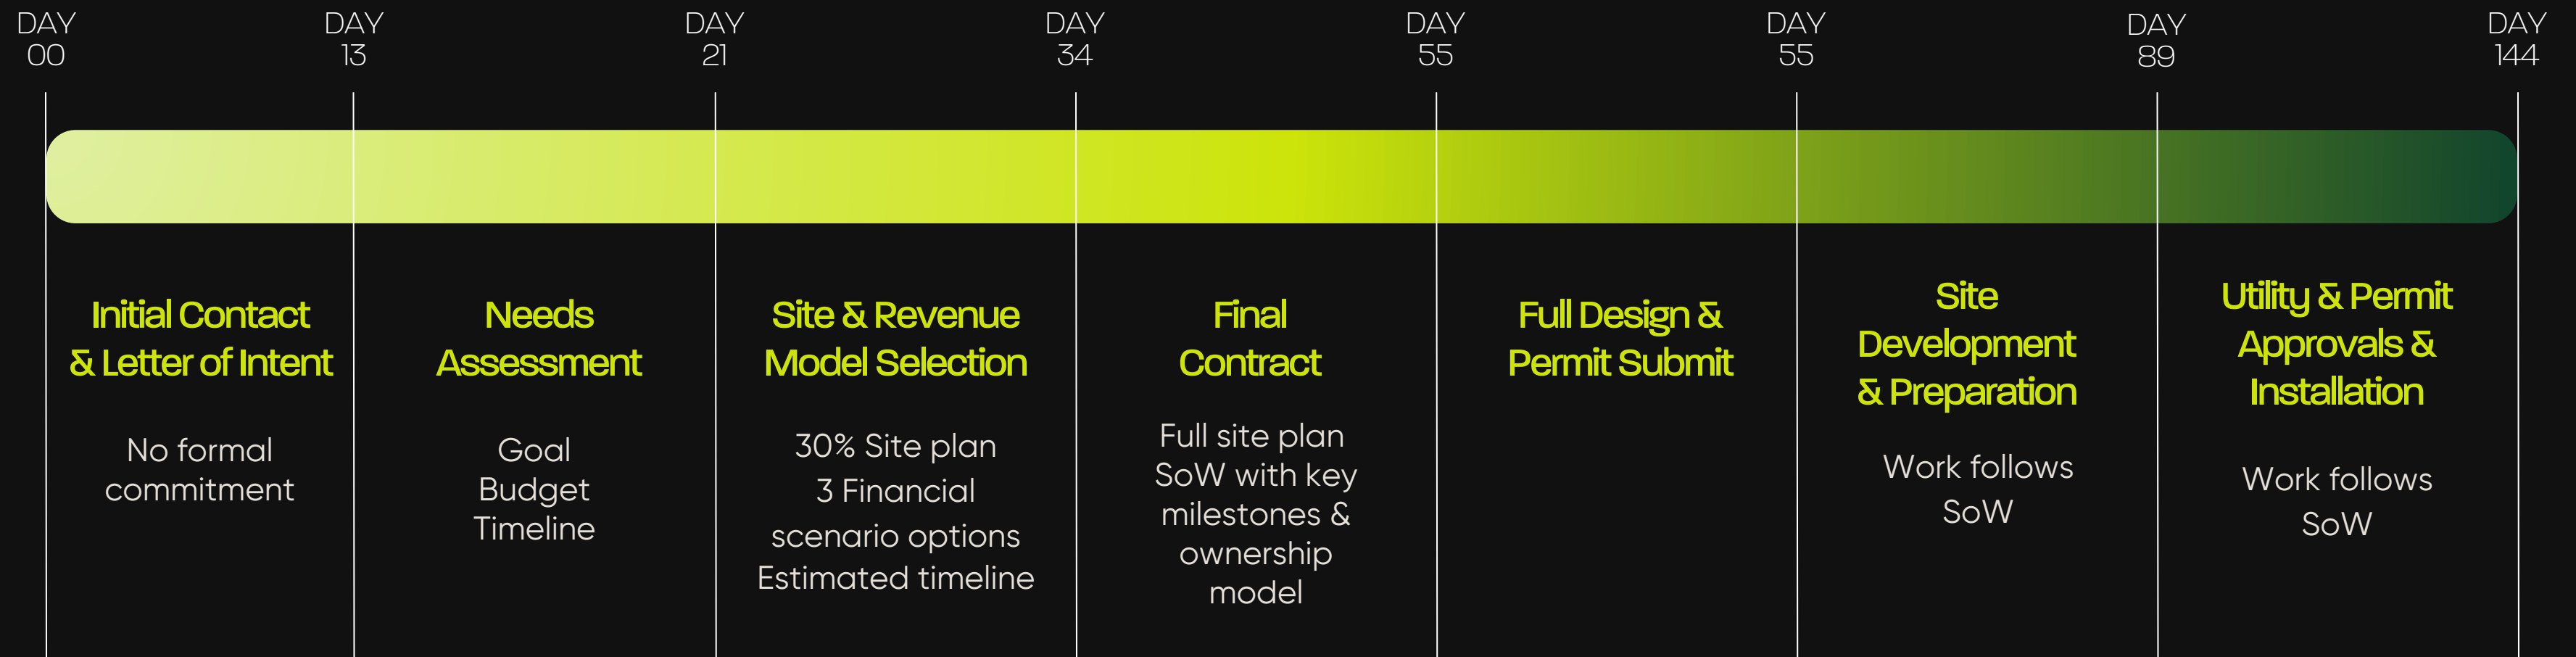 DAY
00
DAY
13
DAY
21
DAY
34
DAY
55
DAY
55
DAY
89
DAY
144
Initial Contact
& Letter of Intent
No formal
commitment
Needs
Assessment
Goal
Budget
Timeline
Site & Revenue
Model Selection
30% Site plan
3 Financial
scenario options
Estimated timeline
Final
Contract
Full site plan
SoW with key
milestones &
ownership
model
Full Design &
Permit Submit
Site
Development
& Preparation
Work follows
SoW
Utility & Permit
Approvals &
Installation
Work follows
SoW